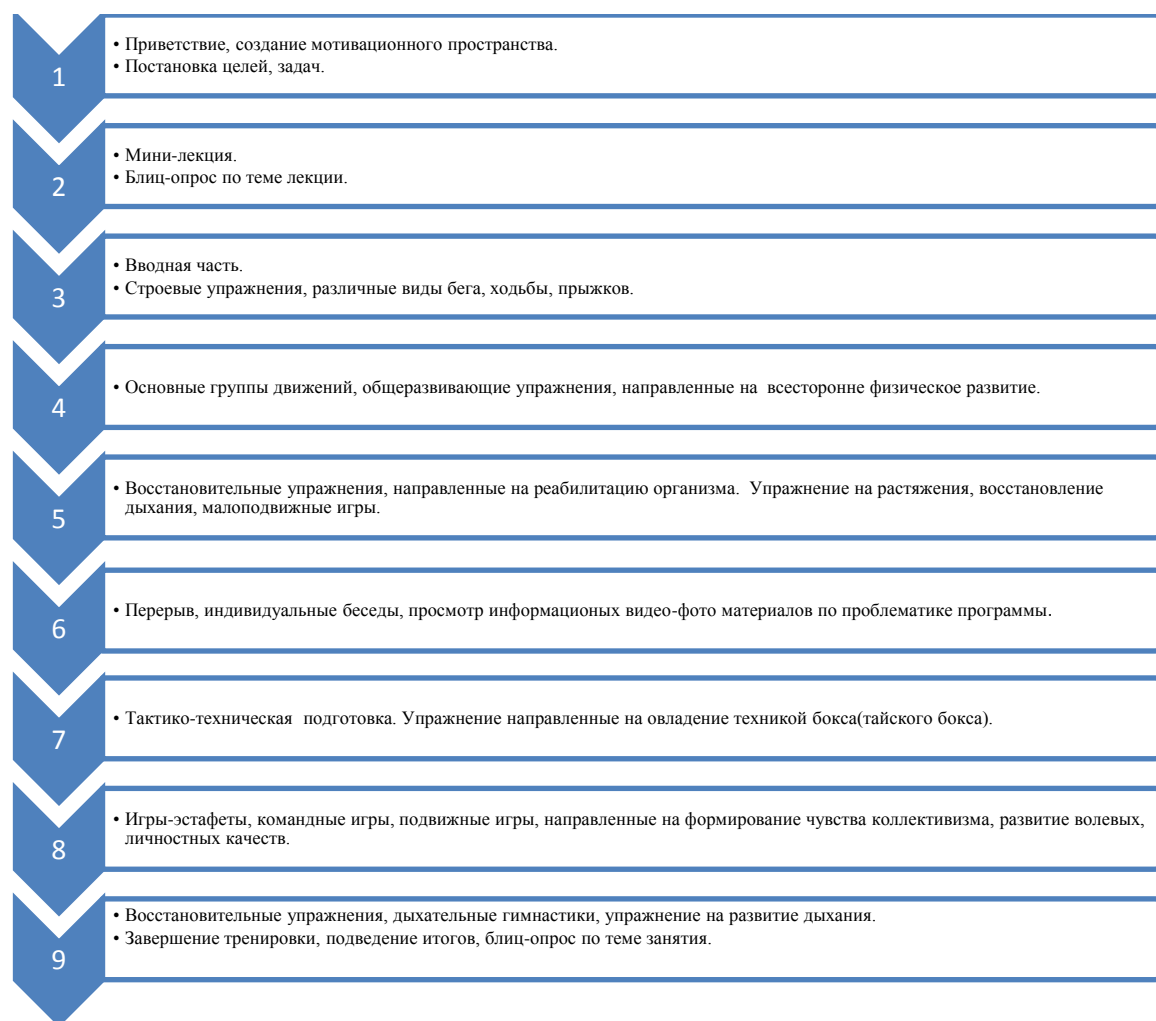 1
• Приветствие, создание мотивационного пространства.
• Постановка целей, задач.
2
• Мини-лекция.
• Блиц-опрос по теме лекции.
3
• Вводная часть.
• Строевые упражнения, различные виды бега, ходьбы, прыжков.
4
• Основные группы движений, общеразвивающие упражнения, направленные на  всесторонне физическое развитие.
5
• Восстановительные упражнения, направленные на реабилитацию организма.  Упражнение на растяжения, восстановление
дыхания, малоподвижные игры.
6
• Перерыв, индивидуальные беседы, просмотр информационых видео-фото материалов по проблематике программы.
7
• Тактико-техническая  подготовка. Упражнение направленные на овладение техникой бокса(тайского бокса).
8
• Игры-эстафеты, командные игры, подвижные игры, направленные на формирование чувства коллективизма, развитие волевых,
личностных качеств.
9
• Восстановительные упражнения, дыхательные гимнастики, упражнение на развитие дыхания.
• Завершение тренировки, подведение итогов, блиц-опрос по теме занятия.